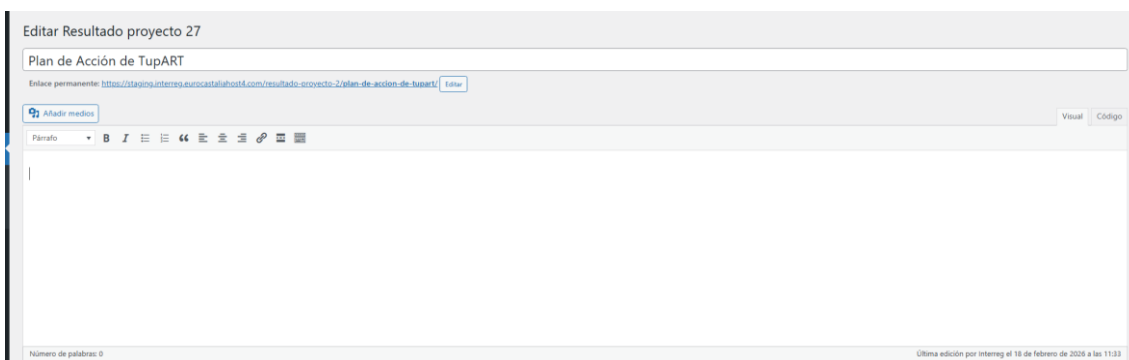 Editar Resultado proyecto 27
Plan de Acción de TupART
Enlace permanente: https://staging.interreg.eurocastaliahost4.com/resultado-proyecto-2/plan-de-accion-de-tupart/ Editar
Añadir medios
Visual Código
Párrafo
Número de palabras: 0 Última edición por Interreg el 18 de febrero de 2026 a las 11:33